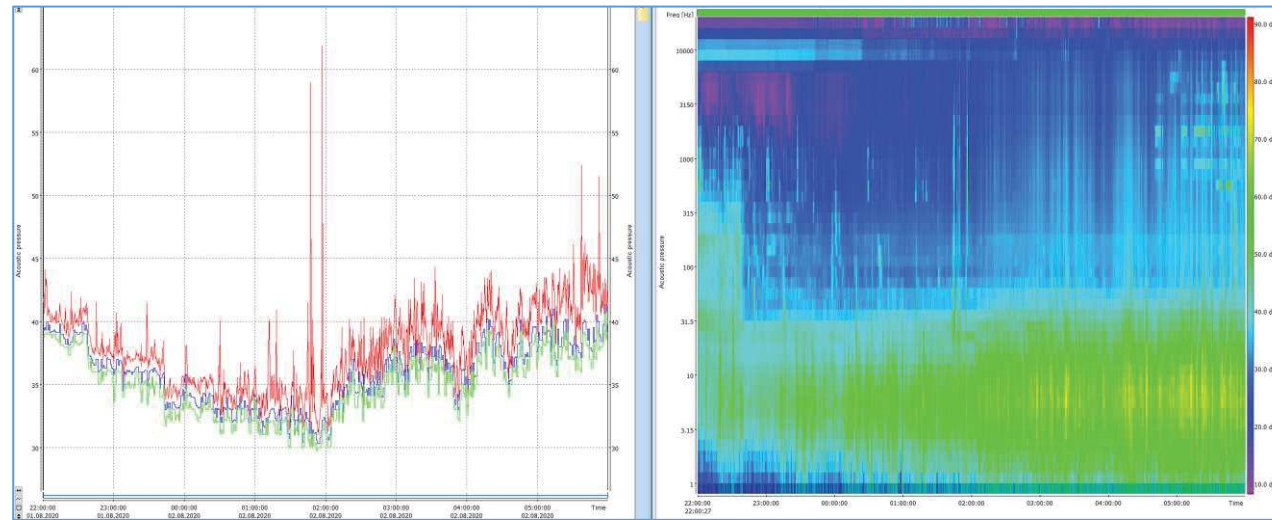 60
60
55
55
50
50
45
45
40
40
35
35
30
30
Acoustic pressure
Acoustic pressure
22:00:00 23:00:00 00:00:00 01:00:00 02:00:00 03:00:00 04:00:00 05:00:00 Time
01.08.2020 01.08.2020 02.08.2020 02.08.2020 02.08.2020 02.08.2020 02.08.2020 02.08.2020
Freq [Hz]
10000
3150
1000
315
100
31.5
10
3.15
1
Acoustic pressure
22:00:00 23:00:00 00:00:00 01:00:00 02:00:00 03:00:00 04:00:00 05:00:00 Time
22:00:27
90.0 d
80.0 d
70.0 d
60.0 d
50.0 d
40.0 d
30.0 d
20.0 d
10.0 d